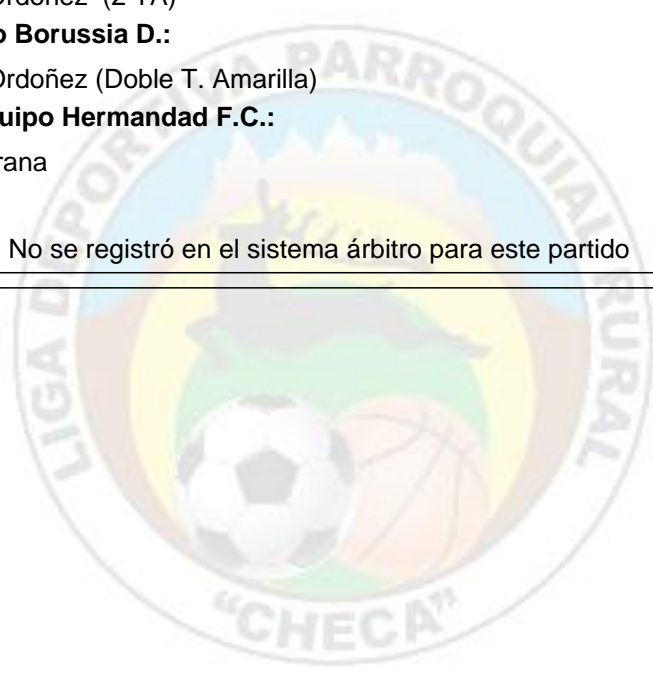 Ordoñez (2 TA)
o Borussia D.:
Ordoñez (Doble T. Amarilla)
uipo Hermandad F.C.:
rana
No se registró en el sistema árbitro para este partido
LIGA DEPORTIVA PARROQUIAL RURAL
“CHECA”